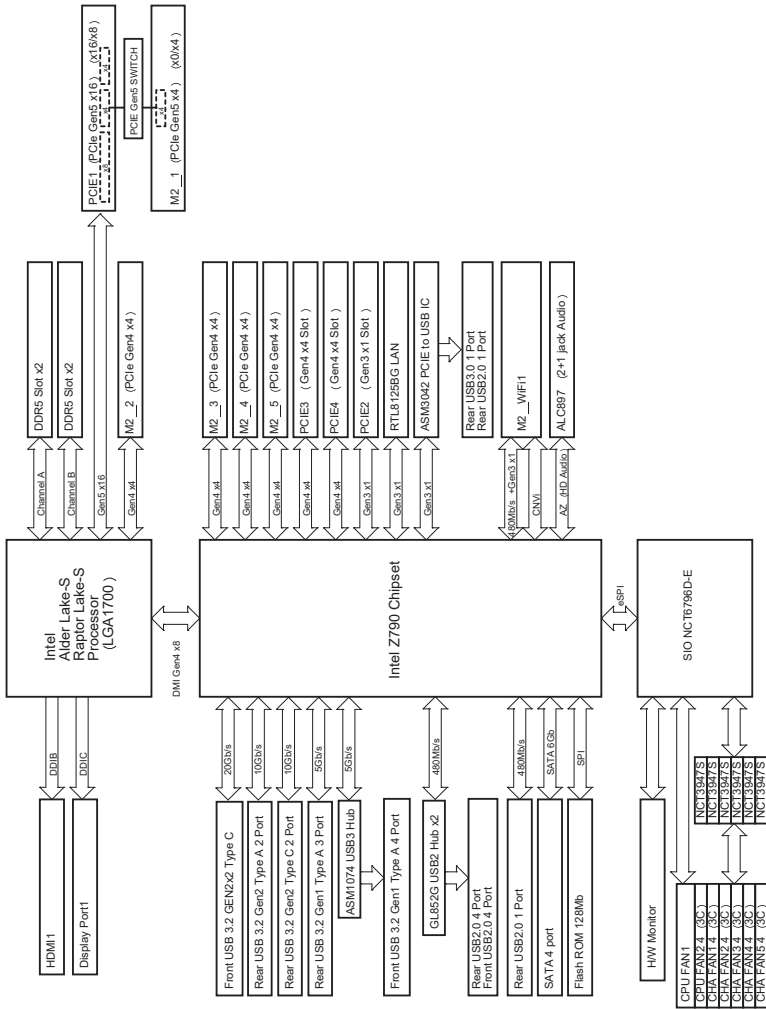 PCIE1 (PCIe Gen5 x16) (x16/x8)
x8
x4
x4
PCIE Gen5 SWITCH
x4
M2_1 (PCIe Gen5 x4) (x0/x4)
DDR5 Slot x2
DDR5 Slot x2
M2_2 (PCIe Gen4 x4)
Channel A
Channel B
Gen5 x16
Gen4 x4
Intel
Alder Lake-S
Raptor Lake-S
Processor
(LGA1700)
DDIB
DDIC
HDMI1
Display Port1
DMI Gen4 x8
M2_3 (PCIe Gen4 x4)
M2_4 (PCIe Gen4 x4)
M2_5 (PCIe Gen4 x4)
PCIE3 (Gen4 x4 Slot)
PCIE4 (Gen4 x4 Slot)
PCIE2 (Gen3 x1 Slot)
RTL8125BG LAN
ASM3042 PCIE to USB IC
Rear USB3.0 1 Port
Rear USB2.0 1 Port
M2_WiFi1
ALC897 (2+1 jack Audio)
Gen4 x4
Gen4 x4
Gen4 x4
Gen4 x4
Gen4 x4
Gen3 x1
Gen3 x1
Gen3 x1
480Mb/s +Gen3 x1
CNVi
AZ (HD Audio)
Intel Z790 Chipset
20Gb/s
10Gb/s
10Gb/s
5Gb/s
5Gb/s
480Mb/s
480Mb/s
SATA 6Gb
SPI
Front USB 3.2 GEN2x2 Type C
Rear USB 3.2 Gen2 Type A 2 Port
Rear USB 3.2 Gen2 Type C 2 Port
Rear USB 3.2 Gen1 Type A 3 Port
ASM1074 USB3 Hub
Front USB 3.2 Gen1 Type A 4 Port
GL852G USB2 Hub x2
Rear USB2.0 4 Port
Front USB2.0 4 Port
Rear USB2.0 1 Port
SATA 4 port
Flash ROM 128Mb
eSPI
SIO NCT6796D-E
H/W Monitor
CPU FAN1
CPU FAN2 4 (3C)
CHA FAN1 4 (3C)
CHA FAN2 4 (3C)
CHA FAN3 4 (3C)
CHA FAN4 4 (3C)
CHA FAN5 4 (3C)
NCT3947S
NCT3947S
NCT3947S
NCT3947S
NCT3947S
NCT3947S